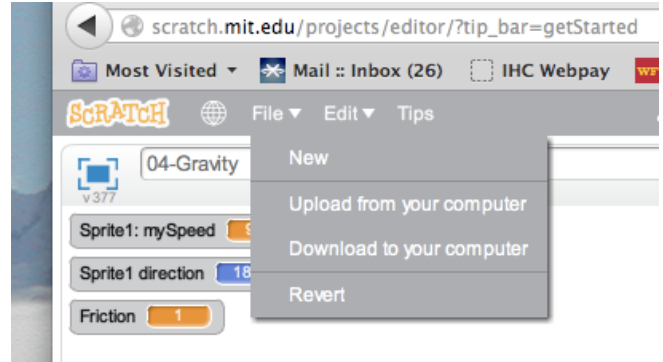 scratch.mit.edu/projects/editor/?tip_bar=getStarted
Most Visited Mail :: Inbox (26) IHC Webpay
SCRATCH File Edit Tips
04-Gravity
v377
New
Upload from your computer
Download to your computer
Revert
Sprite1: mySpeed
Sprite1 direction 18
Friction 1